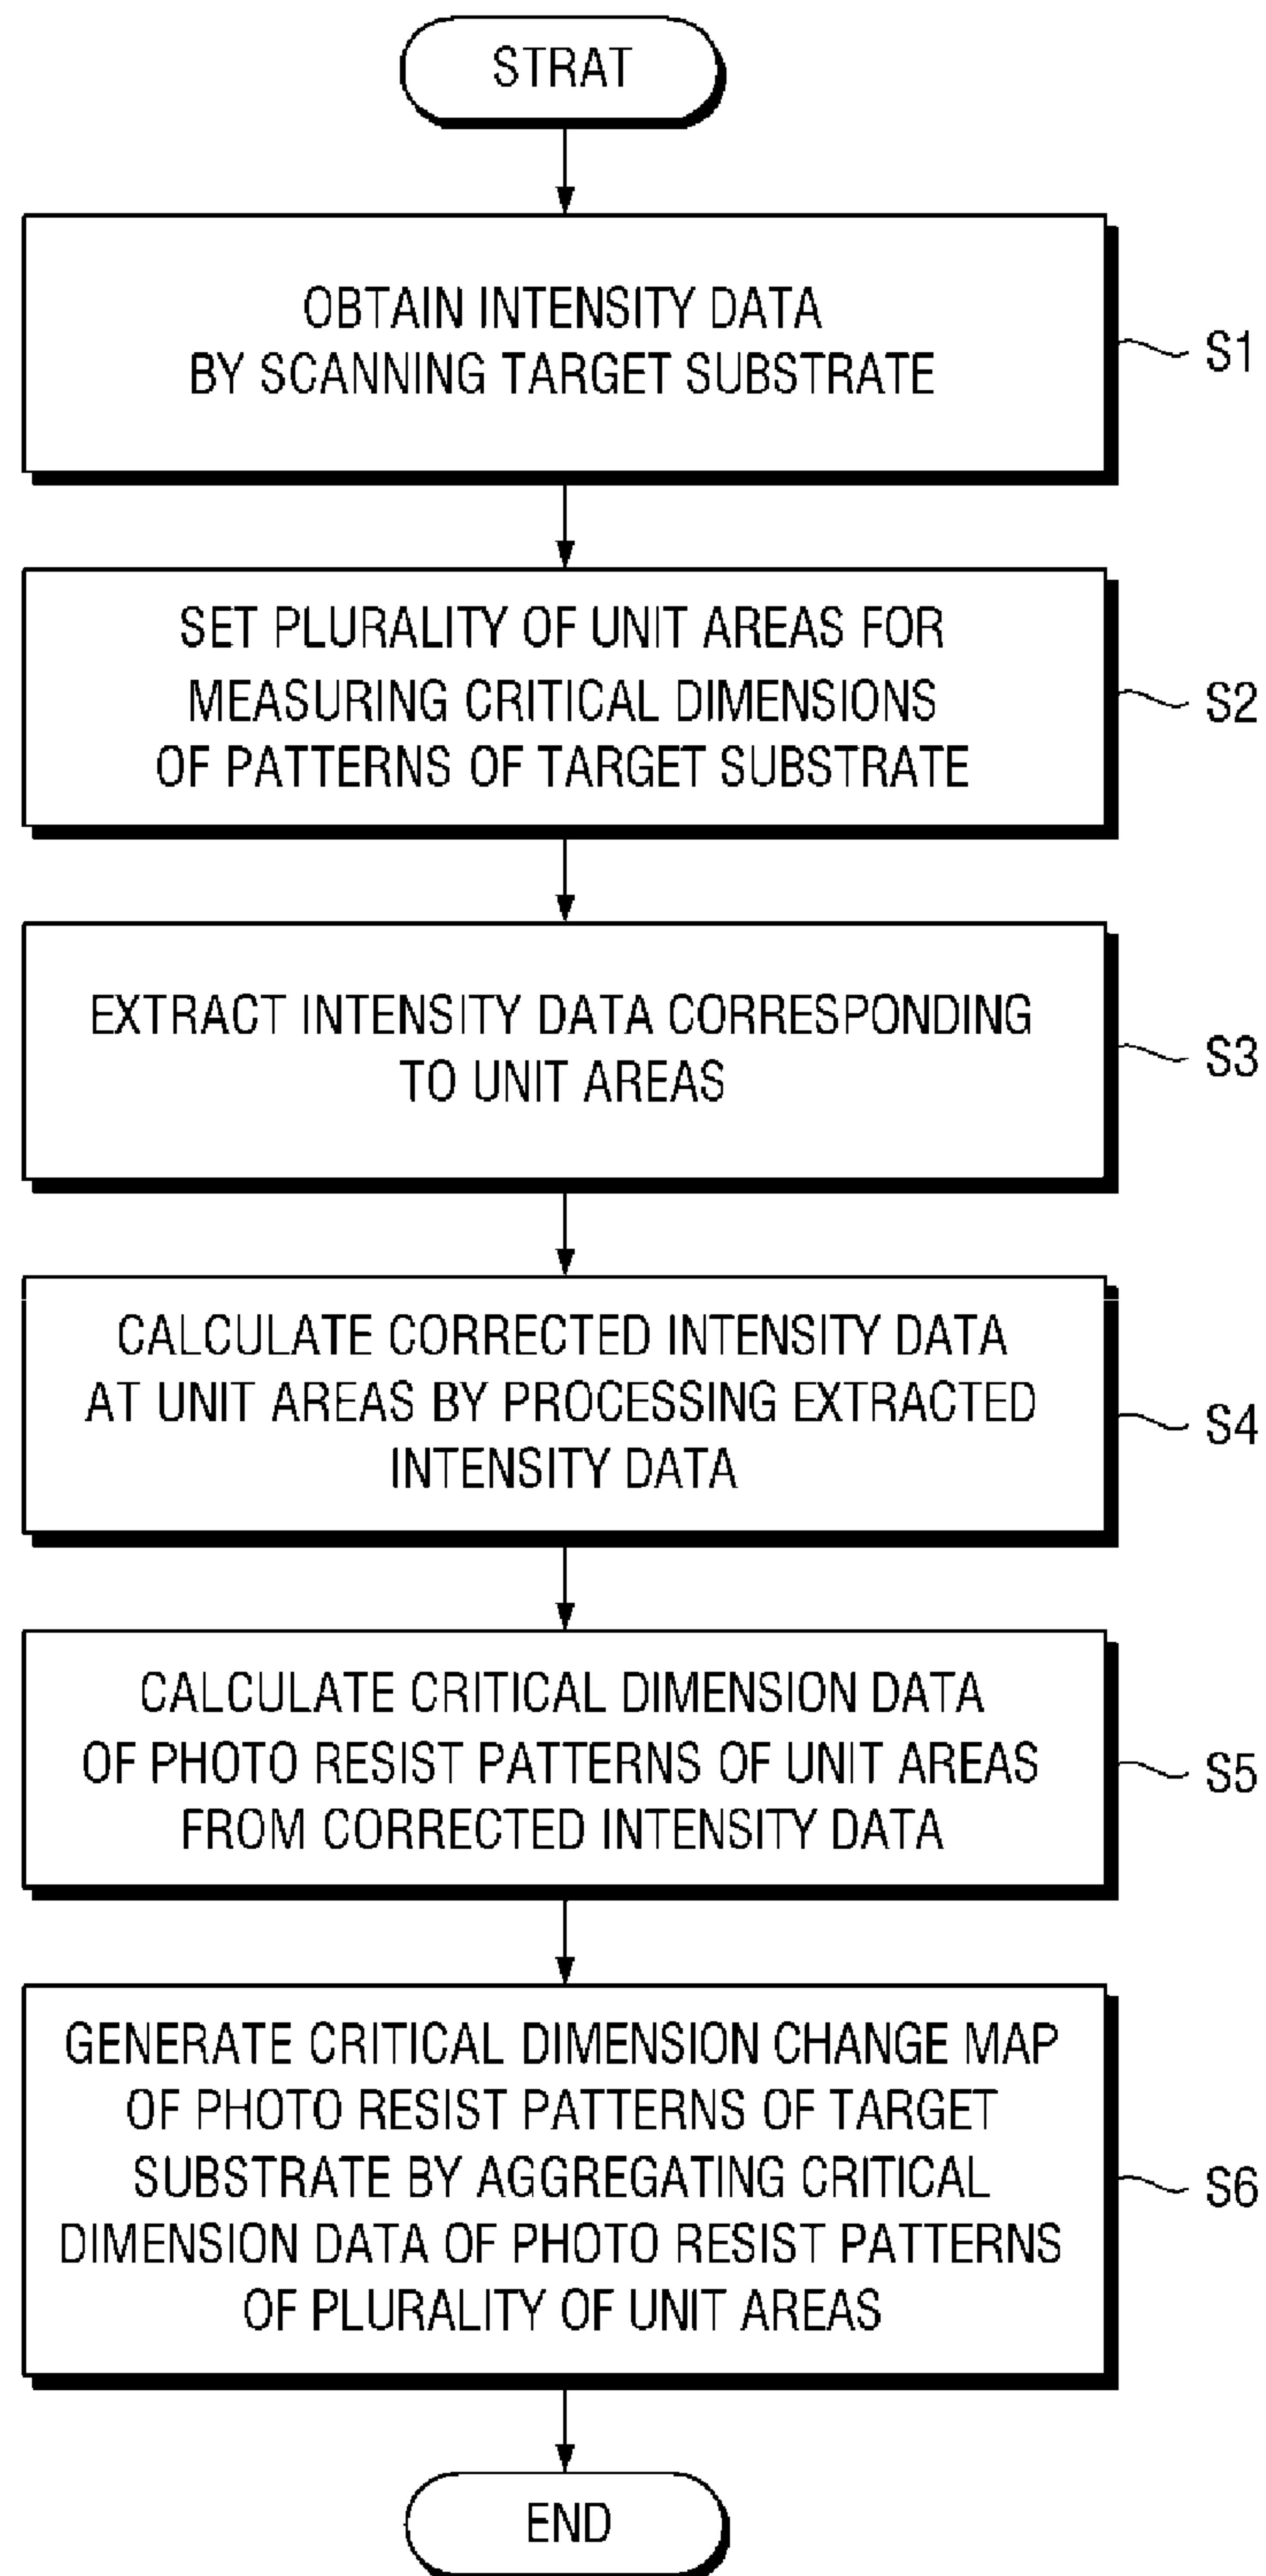 STRAT
OBTAIN INTENSITY DATA
BY SCANNING TARGET SUBSTRATE
S1
SET PLURALITY OF UNIT AREAS FOR
MEASURING CRITICAL DIMENSIONS
OF PATTERNS OF TARGET SUBSTRATE
S2
EXTRACT INTENSITY DATA CORRESPONDING
TO UNIT AREAS
S3
CALCULATE CORRECTED INTENSITY DATA
AT UNIT AREAS BY PROCESSING EXTRACTED
INTENSITY DATA
S4
CALCULATE CRITICAL DIMENSION DATA
OF PHOTO RESIST PATTERNS OF UNIT AREAS
FROM CORRECTED INTENSITY DATA
S5
GENERATE CRITICAL DIMENSION CHANGE MAP
OF PHOTO RESIST PATTERNS OF TARGET
SUBSTRATE BY AGGREGATING CRITICAL
DIMENSION DATA OF PHOTO RESIST PATTERNS
OF PLURALITY OF UNIT AREAS
S6
END